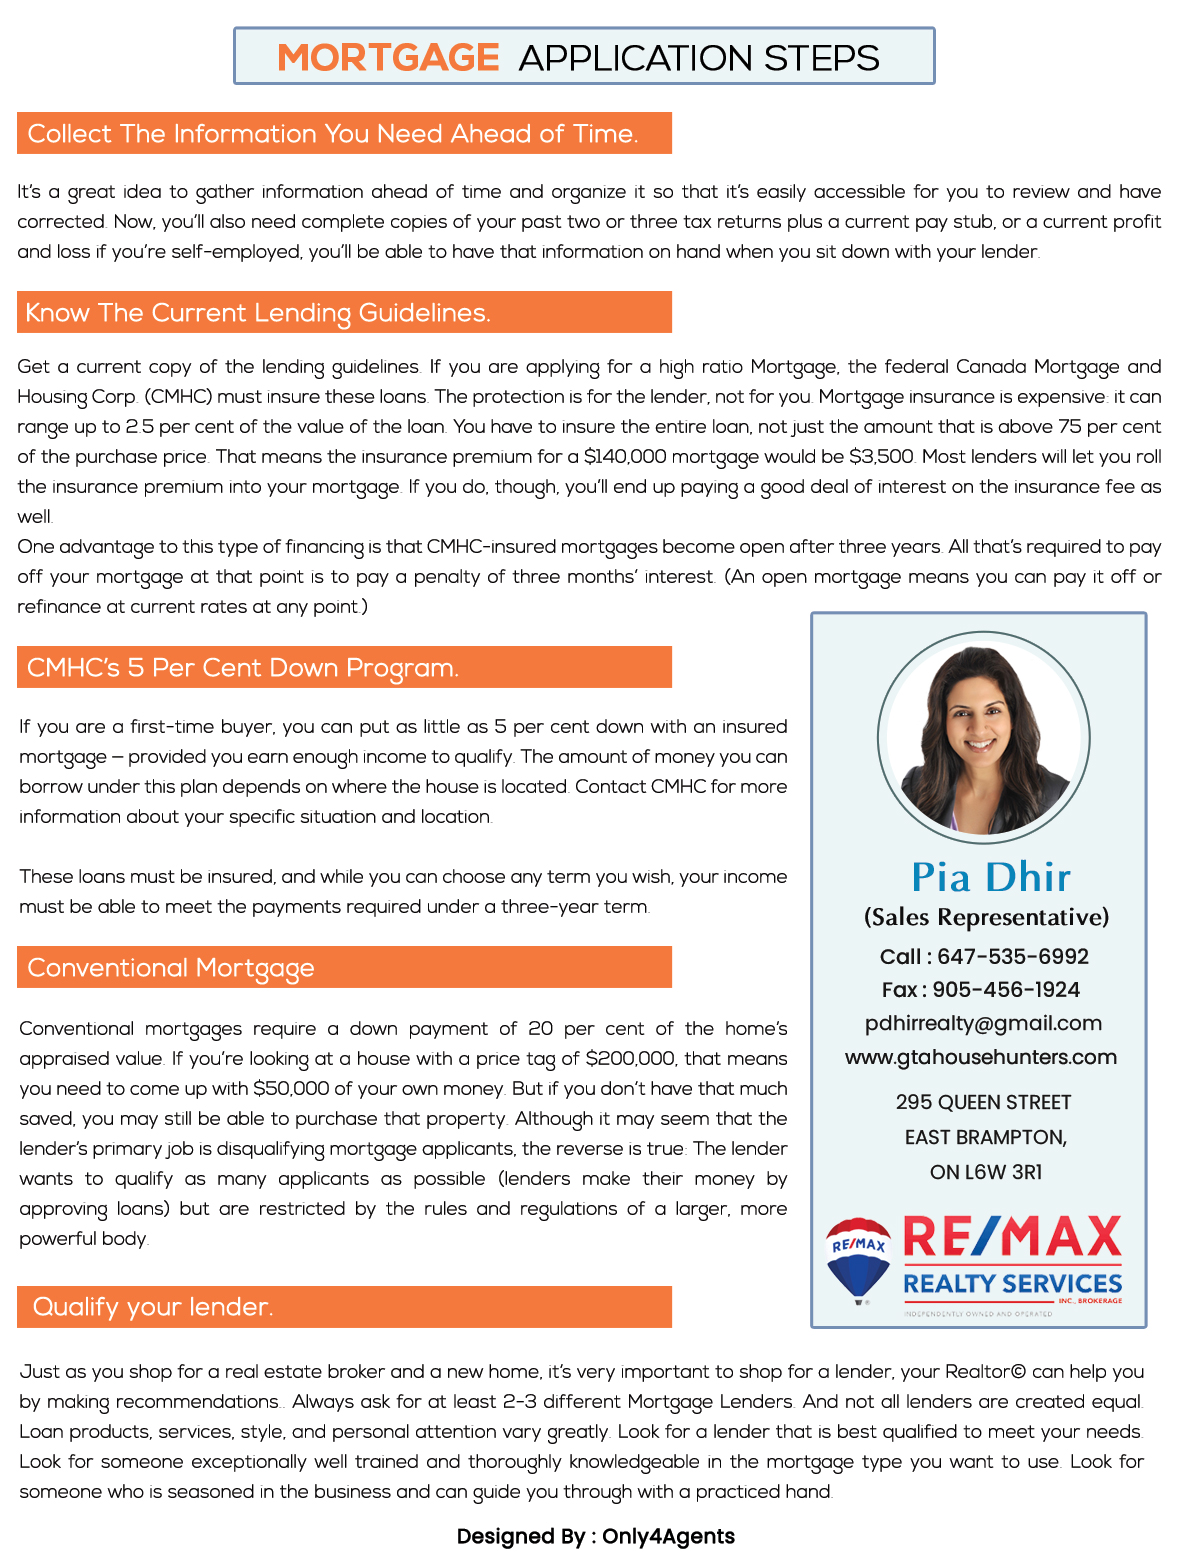 MORTGAGE APPLICATION STEPS
Collect The Information You Need Ahead of Time.
It's a great idea to gather information ahead of time and organize it so that it's easily accessible for you to review and have
corrected. Now, you'll also need complete copies of your past two or three tax returns plus a current pay stub, or a current profit
and loss if you're self-employed, you'll be able to have that information on hand when you sit down with your lender.
Know The Current Lending Guidelines.
Get a current copy of the lending guidelines. If you are applying for a high ratio Mortgage, the federal Canada Mortgage and
Housing Corp. (CMHC) must insure these loans. The protection is for the lender, not for you. Mortgage insurance is expensive: it can
range up to 2.5 per cent of the value of the loan. You have to insure the entire loan, not just the amount that is above 75 per cent
of the purchase price. That means the insurance premium for a $140,000 mortgage would be $3,500. Most lenders will let you roll
the insurance premium into your mortgage. If you do, though, you'll end up paying a good deal of interest on the insurance fee as
well.
One advantage to this type of financing is that CMHC-insured mortgages become open after three years. All that's required to pay
off your mortgage at that point is to pay a penalty of three months' interest. (An open mortgage means you can pay it off or
refinance at current rates at any point.)
CMHC's 5 Per Cent Down Program.
If you are a first-time buyer, you can put as little as 5 per cent down with an insured
mortgage – provided you earn enough income to qualify. The amount of money you can
borrow under this plan depends on where the house is located. Contact CMHC for more
information about your specific situation and location.
These loans must be insured, and while you can choose any term you wish, your income
must be able to meet the payments required under a three-year term.
Conventional Mortgage
Conventional mortgages require a down payment of 20 per cent of the home's
appraised value. If you're looking at a house with a price tag of $200,000, that means
you need to come up with $50,000 of your own money. But if you don't have that much
saved, you may still be able to purchase that property. Although it may seem that the
lender's primary job is disqualifying mortgage applicants, the reverse is true: The lender
wants to qualify as many applicants as possible (lenders make their money by
approving loans) but are restricted by the rules and regulations of a larger, more
powerful body.
Pia Dhir
(Sales Representative)
Call : 647-535-6992
Fax : 905-456-1924
pdhirrealty@gmail.com
www.gtahousehunters.com
295 QUEEN STREET
EAST BRAMPTON,
ON L6W 3R1
RE/MAX
RE/MAX
REALTY SERVICES
INC., BROKERAGE
INDEPENDENTLY OWNED AND OPERATED
Qualify your lender.
Just as you shop for a real estate broker and a new home, it's very important to shop for a lender, your Realtor© can help you
by making recommendations.. Always ask for at least 2-3 different Mortgage Lenders. And not all lenders are created equal.
Loan products, services, style, and personal attention vary greatly. Look for a lender that is best qualified to meet your needs.
Look for someone exceptionally well trained and thoroughly knowledgeable in the mortgage type you want to use. Look for
someone who is seasoned in the business and can guide you through with a practiced hand.
Designed By : Only4Agents